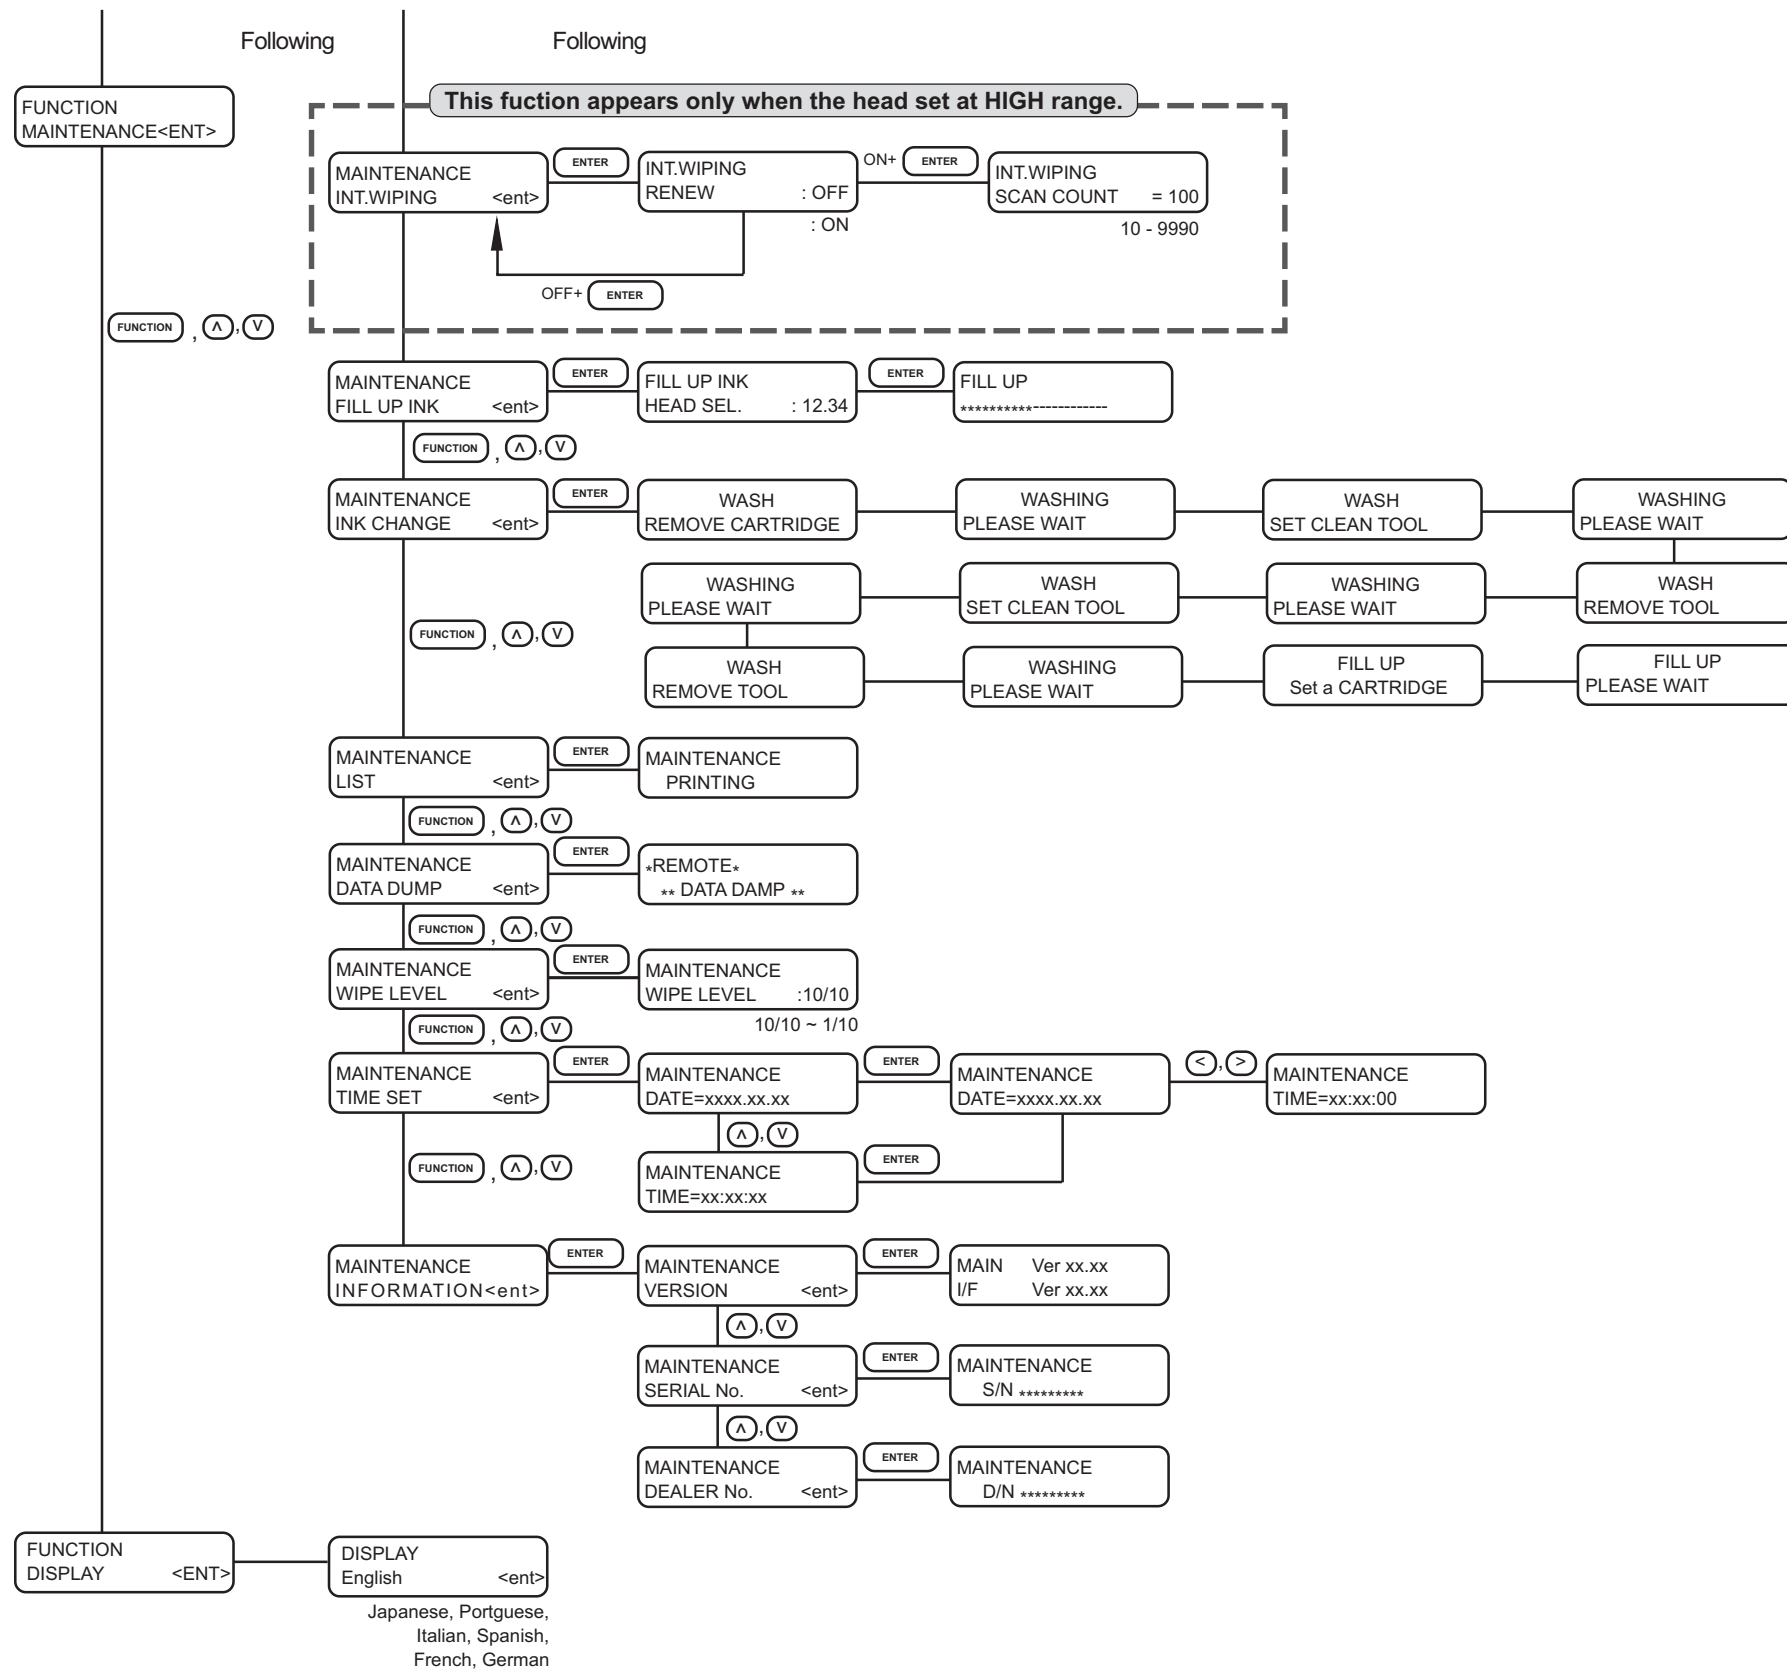 Following
Following
FUNCTION
MAINTENANCE<ENT>
This fuction appears only when the head set at HIGH range.
MAINTENANCE
INT.WIPING <ent>
ENTER
INT.WIPING
RENEW : OFF
: ON
ON+ ENTER
INT.WIPING
SCAN COUNT = 100
10 - 9990
OFF+ ENTER
FUNCTION , ᐱ, ᐯ
MAINTENANCE
FILL UP INK <ent>
ENTER
FILL UP INK
HEAD SEL. : 12.34
ENTER
FILL UP
**********------------
FUNCTION , ᐱ, ᐯ
MAINTENANCE
INK CHANGE <ent>
ENTER
WASH
REMOVE CARTRIDGE
WASHING
PLEASE WAIT
WASH
SET CLEAN TOOL
WASHING
PLEASE WAIT
WASHING
PLEASE WAIT
WASH
SET CLEAN TOOL
WASHING
PLEASE WAIT
WASH
REMOVE TOOL
FUNCTION , ᐱ, ᐯ
WASH
REMOVE TOOL
WASHING
PLEASE WAIT
FILL UP
Set a CARTRIDGE
FILL UP
PLEASE WAIT
MAINTENANCE
LIST <ent>
ENTER
MAINTENANCE
PRINTING
FUNCTION , ᐱ, ᐯ
MAINTENANCE
DATA DUMP <ent>
ENTER
*REMOTE*
** DATA DAMP **
FUNCTION , ᐱ, ᐯ
MAINTENANCE
WIPE LEVEL <ent>
ENTER
MAINTENANCE
WIPE LEVEL :10/10
10/10 ~ 1/10
FUNCTION , ᐱ, ᐯ
MAINTENANCE
TIME SET <ent>
ENTER
MAINTENANCE
DATE=xxxx.xx.xx
ENTER
MAINTENANCE
DATE=xxxx.xx.xx
<, >
MAINTENANCE
TIME=xx:xx:00
ᐱ, ᐯ
FUNCTION , ᐱ, ᐯ
MAINTENANCE
TIME=xx:xx:xx
ENTER
MAINTENANCE
INFORMATION<ent>
ENTER
MAINTENANCE
VERSION <ent>
ENTER
MAIN Ver xx.xx
I/F Ver xx.xx
ᐱ, ᐯ
MAINTENANCE
SERIAL No. <ent>
ENTER
MAINTENANCE
S/N *********
ᐱ, ᐯ
MAINTENANCE
DEALER No. <ent>
ENTER
MAINTENANCE
D/N *********
FUNCTION
DISPLAY <ENT>
DISPLAY
English <ent>
Japanese, Portguese,
Italian, Spanish,
French, German